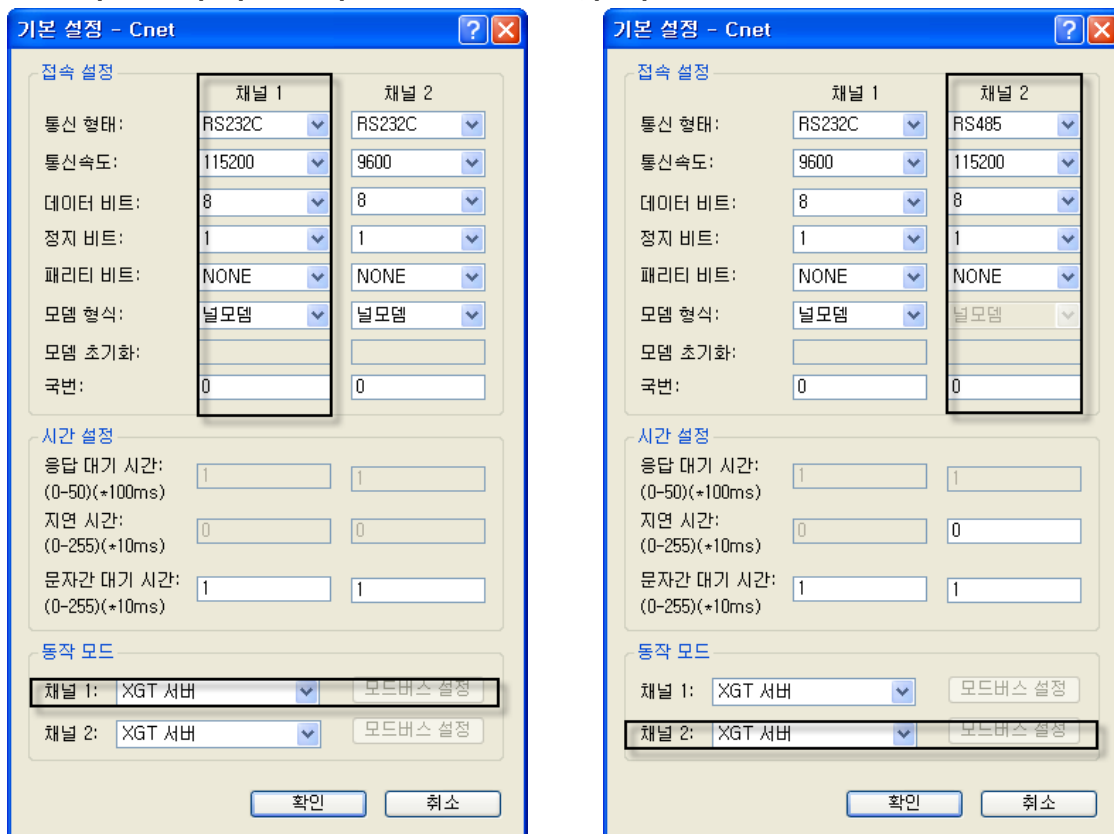 기본 설정 - Cnet
접속 설정
채널 1 채널 2
통신 형태: RS232C RS232C
통신속도: 115200 9600
데이터 비트: 8 8
정지 비트: 1 1
패리티 비트: NONE NONE
모뎀 형식: 널모뎀 널모뎀
모뎀 초기화:
국번: 0 0
시간 설정
응답 대기 시간: 1 1
(0-50)(*100ms)
지연 시간: 0 0
(0-255)(*10ms)
문자간 대기 시간: 1 1
(0-255)(*10ms)
동작 모드
채널 1: XGT 서버 모드버스 설정
채널 2: XGT 서버 모드버스 설정
확인 취소
기본 설정 - Cnet
접속 설정
채널 1 채널 2
통신 형태: RS232C RS485
통신속도: 9600 115200
데이터 비트: 8 8
정지 비트: 1 1
패리티 비트: NONE NONE
모뎀 형식: 널모뎀 널모뎀
모뎀 초기화:
국번: 0 0
시간 설정
응답 대기 시간: 1 1
(0-50)(*100ms)
지연 시간: 0 0
(0-255)(*10ms)
문자간 대기 시간: 1 1
(0-255)(*10ms)
동작 모드
채널 1: XGT 서버 모드버스 설정
채널 2: XGT 서버 모드버스 설정
확인 취소